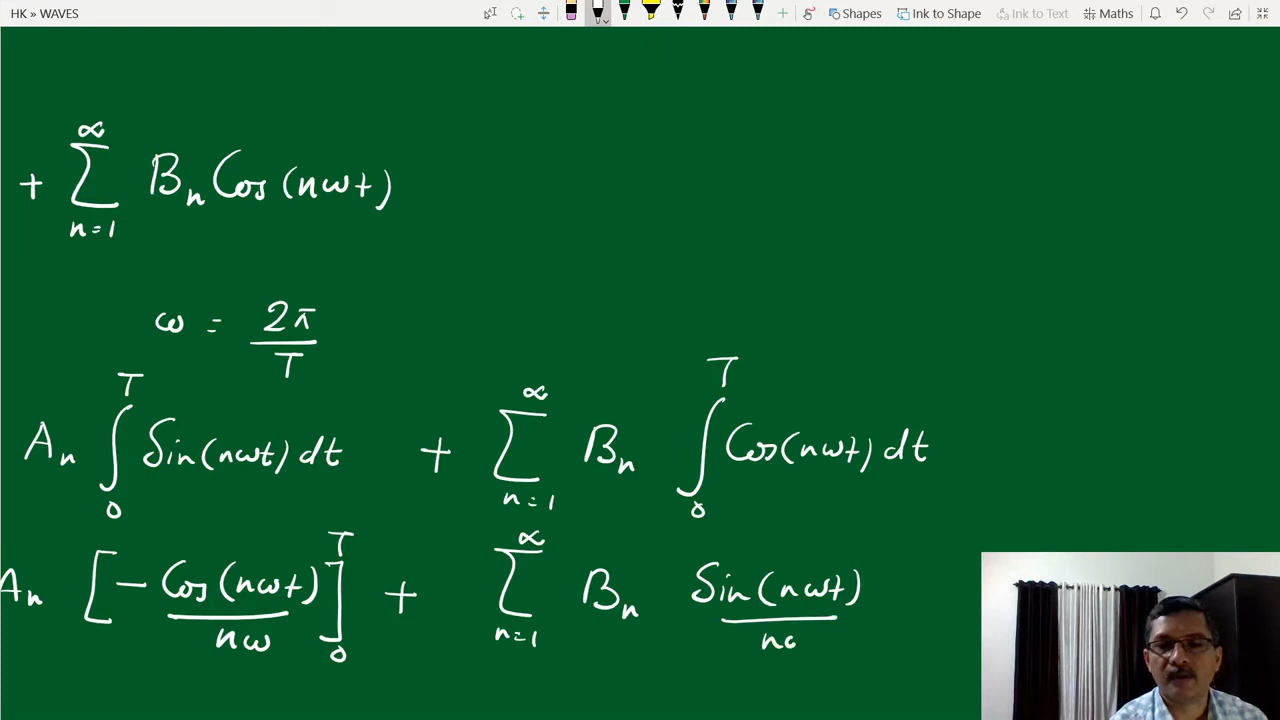 HK » WAVES
Shapes Ink to Shape Ink to Text Maths
+ ∑_{n=1}^{∞} B_n Cos(nωt)
ω = 2π/T
A_n ∫_0^T Sin(nωt) dt + ∑_{n=1}^{∞} B_n ∫_0^T Cos(nωt) dt
A_n [ - Cos(nωt)/nω ]_0^T + ∑_{n=1}^{∞} B_n Sin(nωt)/nc